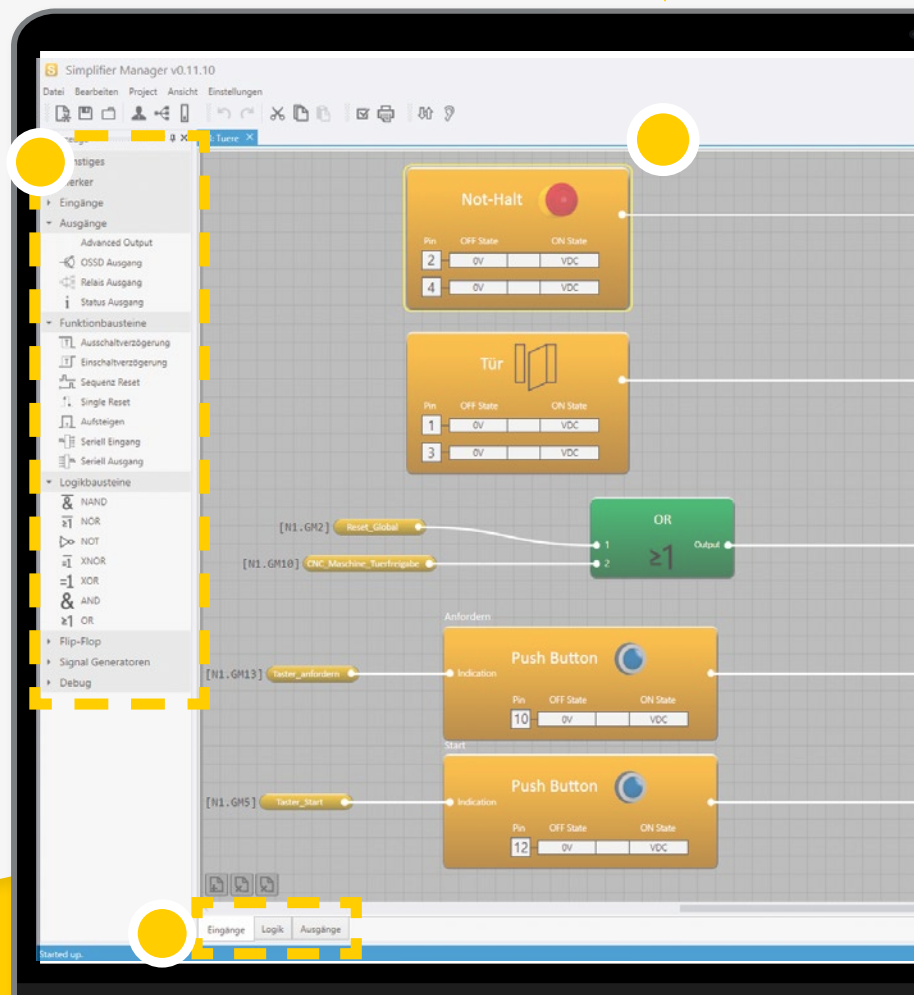 S Simplifier Manager v0.11.10
Datei Bearbeiten Project Ansicht Einstellungen
Tuere ×
nstiges
erker
Eingänge
Ausgänge
Advanced Output
OSSD Ausgang
Relais Ausgang
i Status Ausgang
Funktionbausteine
Ausschaltverzögerung
Einschaltverzögerung
Sequenz Reset
Single Reset
Aufsteigen
Seriell Eingang
Seriell Ausgang
Logikbausteine
& NAND
≥1 NOR
NOT
=1 XNOR
=1 XOR
& AND
≥1 OR
Flip-Flop
Signal Generatoren
Debug
Not-Halt
Pin OFF State ON State
2 0V VDC
4 0V VDC
Tür
Pin OFF State ON State
1 0V VDC
3 0V VDC
[N1.GM2] Reset_Global
[N1.GM10] CNC_Maschine_Tuerfreigabe
OR
1 Output
≥1
2
Anfordern
Push Button
[N1.GM13] Taster_anfordern Indication
Pin OFF State ON State
10 0V VDC
Start
Push Button
[N1.GM5] Taster_Start Indication
Pin OFF State ON State
12 0V VDC
Eingänge Logik Ausgänge
Started up.